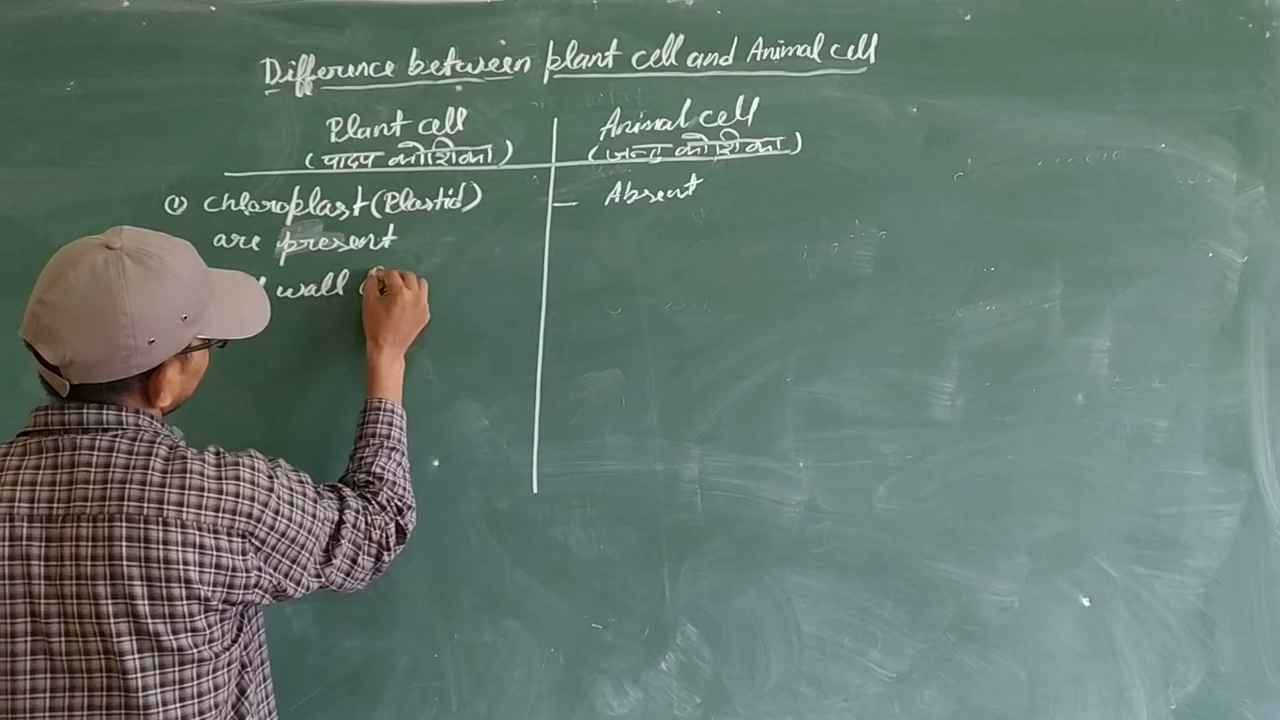 Difference between plant cell and Animal cell
Plant cell
(पादप कोशिका)
Animal cell
(जन्तु कोशिका)
① chloroplast (Plastid)
are present
— Absent
wall